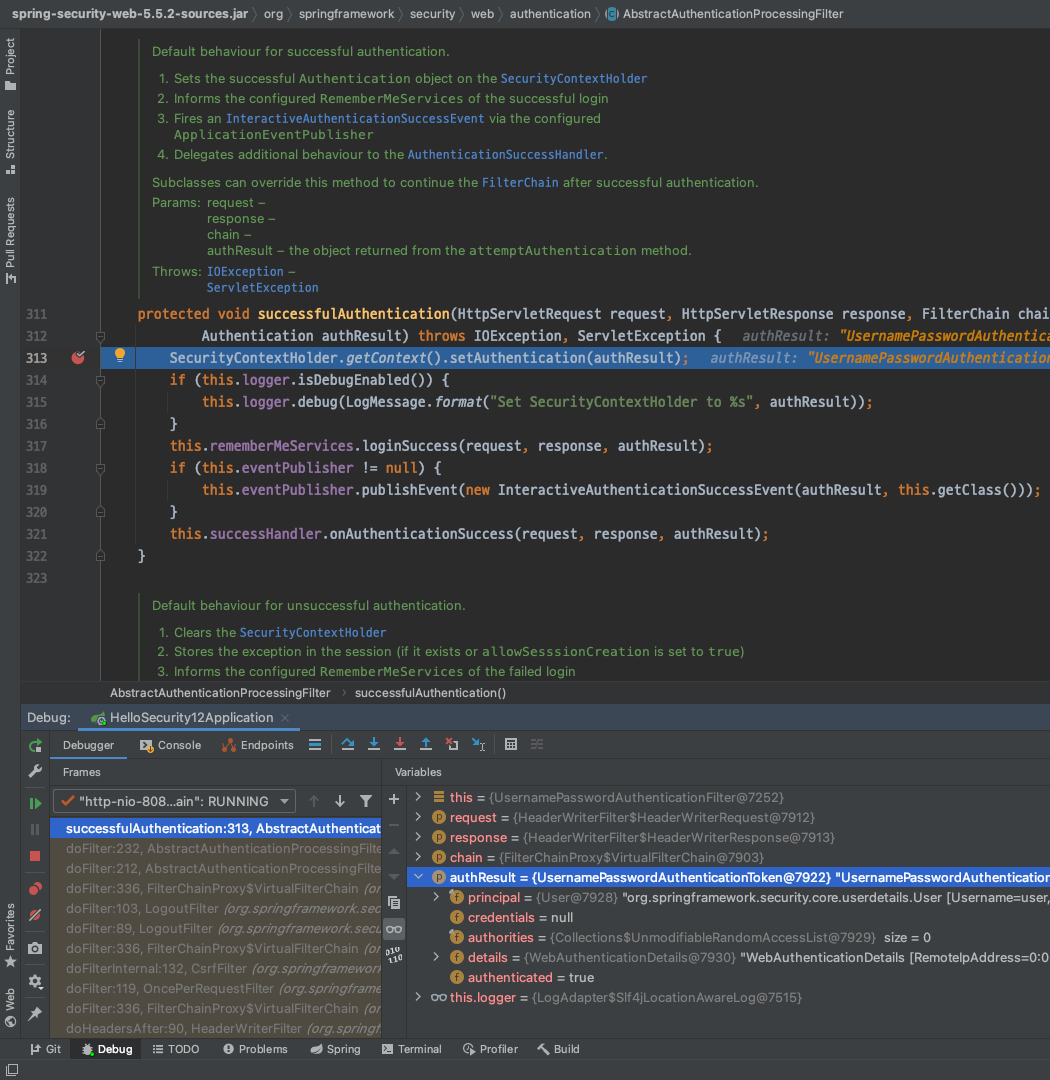 spring-security-web-5.5.2-sources.jar › org › springframework › security › web › authentication › AbstractAuthenticationProcessingFilter
Project
Structure
Pull Requests
Favorites
Web
Default behaviour for successful authentication.
1. Sets the successful Authentication object on the SecurityContextHolder
2. Informs the configured RememberMeServices of the successful login
3. Fires an InteractiveAuthenticationSuccessEvent via the configured
ApplicationEventPublisher
4. Delegates additional behaviour to the AuthenticationSuccessHandler.
Subclasses can override this method to continue the FilterChain after successful authentication.
Params: request –
response –
chain –
authResult – the object returned from the attemptAuthentication method.
Throws: IOException –
ServletException
311 protected void successfulAuthentication(HttpServletRequest request, HttpServletResponse response, FilterChain chai
312 Authentication authResult) throws IOException, ServletException { authResult: "UsernamePasswordAuthentica
313 SecurityContextHolder.getContext().setAuthentication(authResult); authResult: "UsernamePasswordAuthentication
314 if (this.logger.isDebugEnabled()) {
315 this.logger.debug(LogMessage.format("Set SecurityContextHolder to %s", authResult));
316 }
317 this.rememberMeServices.loginSuccess(request, response, authResult);
318 if (this.eventPublisher != null) {
319 this.eventPublisher.publishEvent(new InteractiveAuthenticationSuccessEvent(authResult, this.getClass()));
320 }
321 this.successHandler.onAuthenticationSuccess(request, response, authResult);
322 }
323
Default behaviour for unsuccessful authentication.
1. Clears the SecurityContextHolder
2. Stores the exception in the session (if it exists or allowSesssionCreation is set to true)
3. Informs the configured RememberMeServices of the failed login
AbstractAuthenticationProcessingFilter › successfulAuthentication()
Debug: HelloSecurity12Application
Debugger Console Endpoints
Frames
"http-nio-808...ain": RUNNING
successfulAuthentication:313, AbstractAuthenticat
doFilter:232, AbstractAuthenticationProcessingFilte
doFilter:212, AbstractAuthenticationProcessingFilte
doFilter:336, FilterChainProxy$VirtualFilterChain (or
doFilter:103, LogoutFilter (org.springframework.secu
doFilter:89, LogoutFilter (org.springframework.secu
doFilter:336, FilterChainProxy$VirtualFilterChain (or
doFilterInternal:132, CsrfFilter (org.springframework
doFilter:119, OncePerRequestFilter (org.springframe
doFilter:336, FilterChainProxy$VirtualFilterChain (or
doHeadersAfter:90, HeaderWriterFilter (org.springf
Variables
this = {UsernamePasswordAuthenticationFilter@7252}
request = {HeaderWriterFilter$HeaderWriterRequest@7912}
response = {HeaderWriterFilter$HeaderWriterResponse@7913}
chain = {FilterChainProxy$VirtualFilterChain@7903}
authResult = {UsernamePasswordAuthenticationToken@7922} "UsernamePasswordAuthentication
principal = {User@7928} "org.springframework.security.core.userdetails.User [Username=user,
credentials = null
authorities = {Collections$UnmodifiableRandomAccessList@7929} size = 0
details = {WebAuthenticationDetails@7930} "WebAuthenticationDetails [RemoteIpAddress=0:0
authenticated = true
this.logger = {LogAdapter$Slf4jLocationAwareLog@7515}
Git Debug TODO Problems Spring Terminal Profiler Build